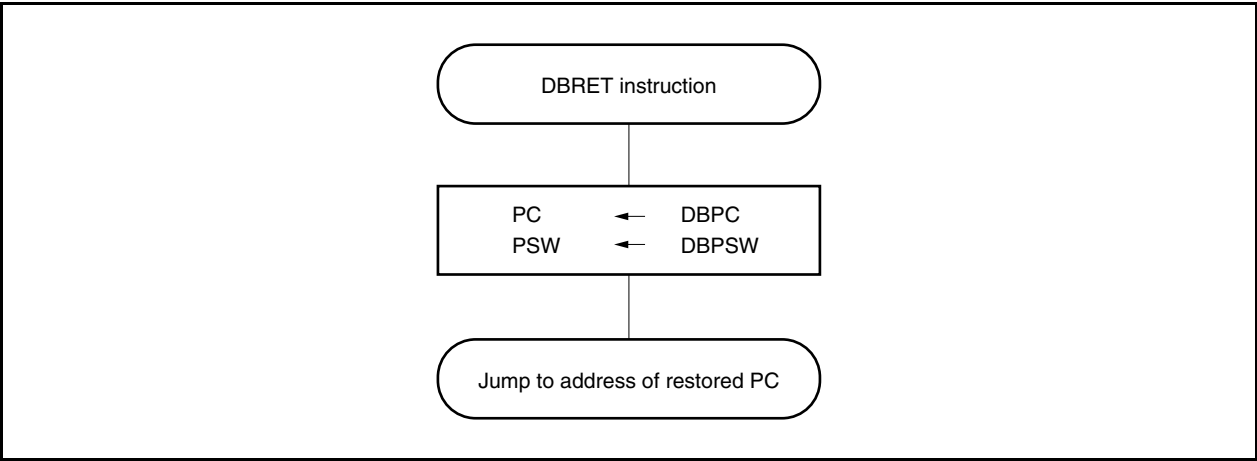 DBRET instruction
PC ← DBPC
PSW ← DBPSW
Jump to address of restored PC